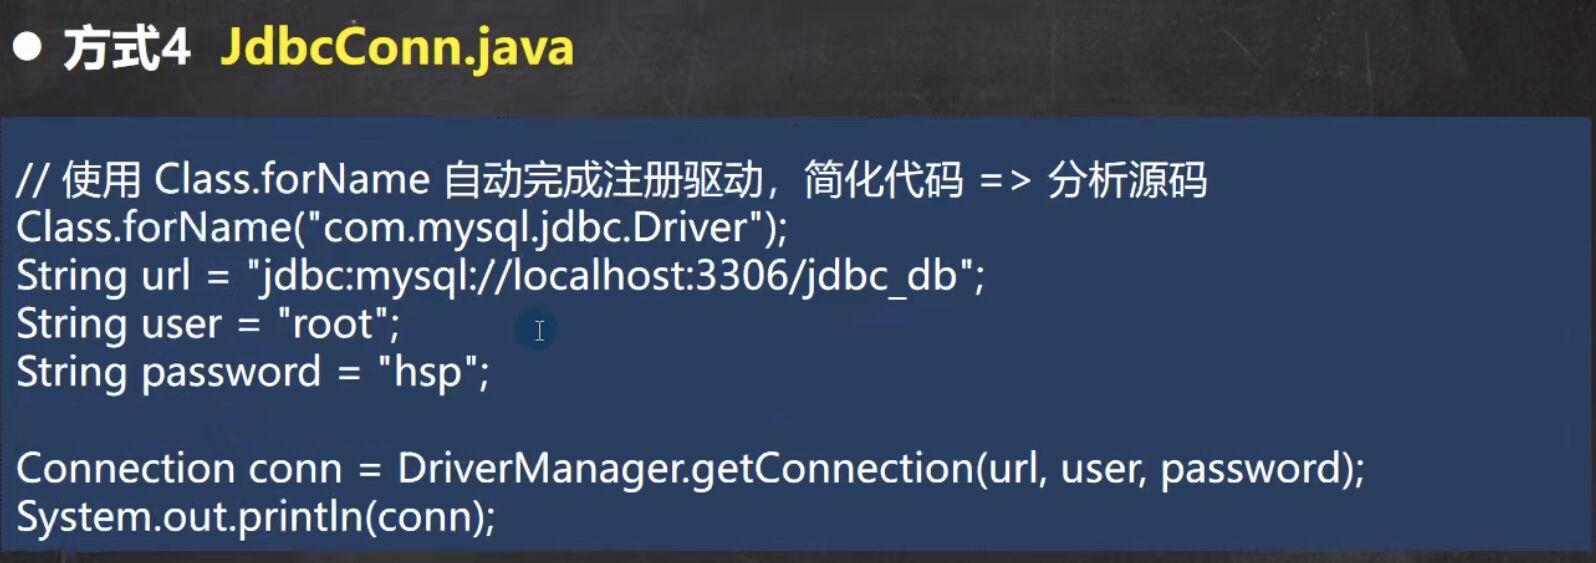 ● 方式4 JdbcConn.java
// 使用 Class.forName 自动完成注册驱动，简化代码 => 分析源码
Class.forName("com.mysql.jdbc.Driver");
String url = "jdbc:mysql://localhost:3306/jdbc_db";
String user = "root";
String password = "hsp";
Connection conn = DriverManager.getConnection(url, user, password);
System.out.println(conn);